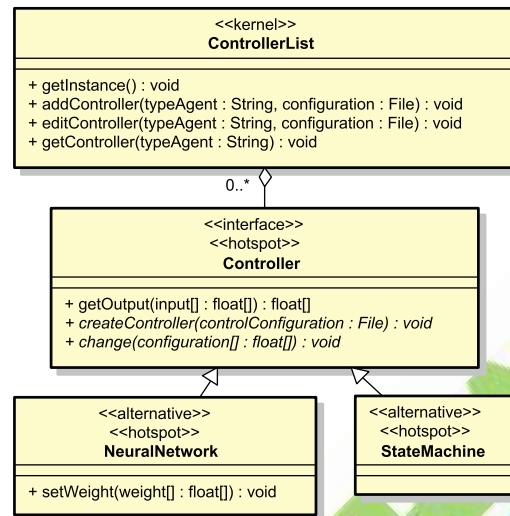 <<kernel>>
ControllerList
+ getInstance() : void
+ addController(typeAgent : String, configuration : File) : void
+ editController(typeAgent : String, configuration : File) : void
+ getController(typeAgent : String) : void
0..*
<<interface>>
<<hotspot>>
Controller
+ getOutput(input[] : float[]) : float[]
+ createController(controlConfiguration : File) : void
+ change(configuration[] : float[]) : void
<<alternative>>
<<hotspot>>
NeuralNetwork
+ setWeight(weight[] : float[]) : void
<<alternative>>
<<hotspot>>
StateMachine